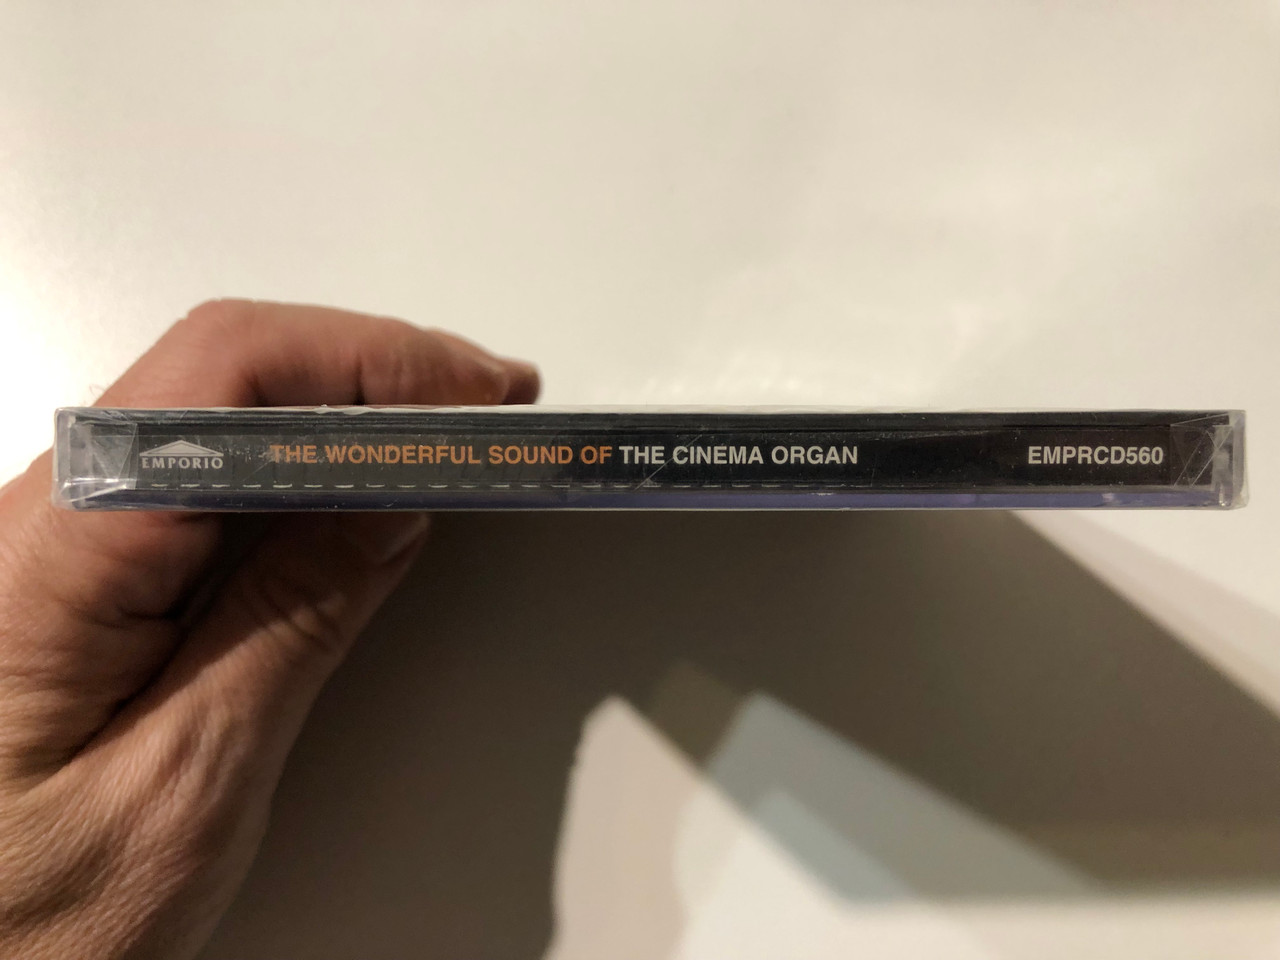 EMPORIO
THE WONDERFUL SOUND OF THE CINEMA ORGAN
EMPRCD560